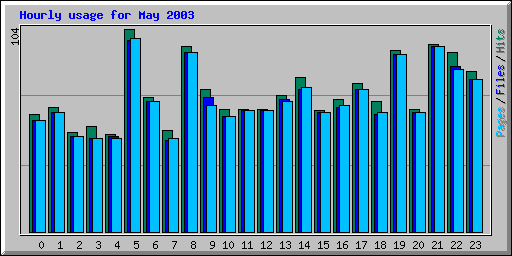 Hourly usage for May 2003
104
Pages / Files / Hits
0 1 2 3 4 5 6 7 8 9 10 11 12 13 14 15 16 17 18 19 20 21 22 23